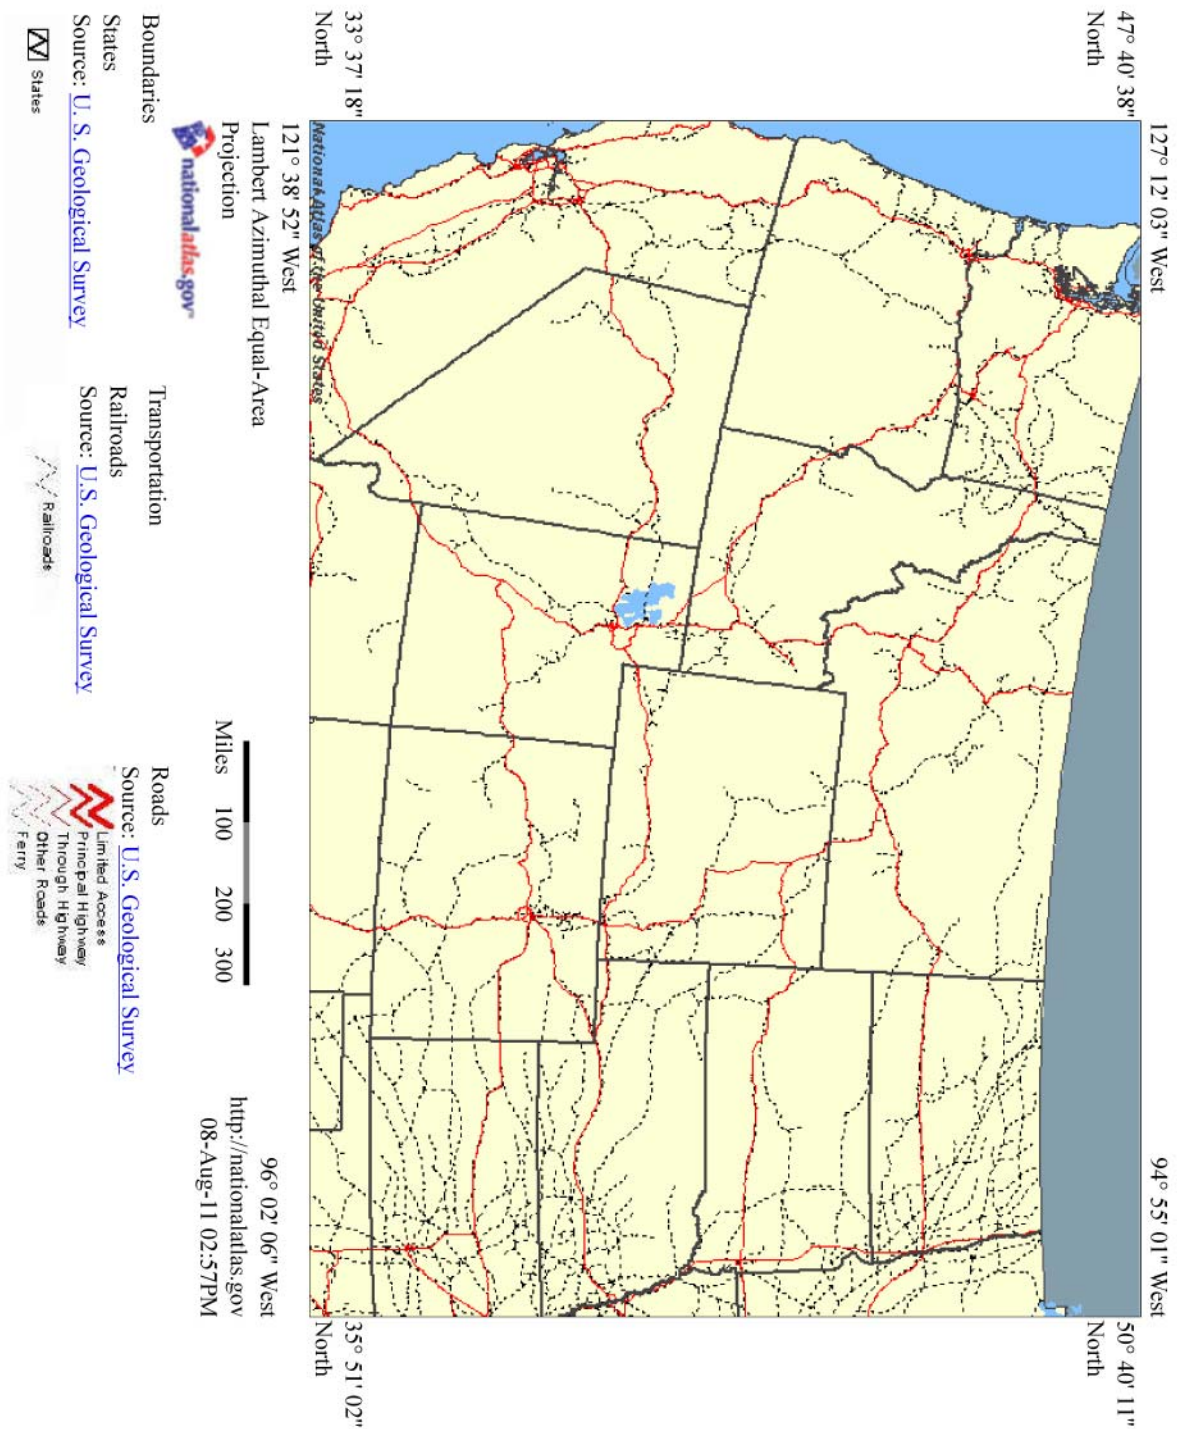 47° 40' 38"
North
127° 12' 03" West
94° 55' 01" West
50° 40' 11"
North
33° 37' 18"
North
National Atlas of the United States
121° 38' 52" West
96° 02' 06" West
35° 51' 02"
North
Lambert Azimuthal Equal-Area
Projection
Miles 100 200 300
http://nationalatlas.gov
08-Aug-11 02:57PM
nationalatlas.gov
Boundaries
States
Source: U. S. Geological Survey
States
Transportation
Railroads
Source: U.S. Geological Survey
Railroads
Roads
Source: U.S. Geological Survey
Limited Access
Principal Highway
Through Highway
Other Roads
Ferry